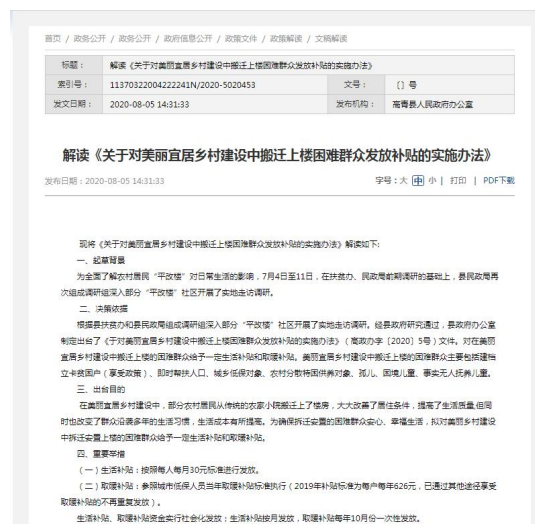 首页 / 政务公开 / 政务公开 / 政府信息公开 / 政策文件 / 政策解读 / 文稿解读
标题： 解读《关于对美丽宜居乡村建设中搬迁上楼困难群众发放补贴的实施办法》
索引号： 11370322004222241N/2020-5020453 文号： 〔〕号
发文日期： 2020-08-05 14:31:33 发布机构： 高青县人民政府办公室
解读《关于对美丽宜居乡村建设中搬迁上楼困难群众发放补贴的实施办法》
发布日期：2020-08-05 14:31:33 字号：大 中 小 | 打印 | PDF下载
现将《关于对美丽宜居乡村建设中搬迁上楼困难群众发放补贴的实施办法》解读如下:
一、起草背景
为全面了解农村居民“平改楼”对日常生活的影响，7月4日至11日，在扶贫办、民政局前期调研的基础上，县民政局再
次组成调研组深入部分“平改楼”社区开展了实地走访调研。
二、决策依据
根据县扶贫办和县民政局组成调研组深入部分“平改楼”社区开展了实地走访调研。经县政府研究通过，县政府办公室
制定出台了《于对美丽宜居乡村建设中搬迁上楼困难群众发放补贴的实施办法》（高政办字〔2020〕5号）文件。对在美丽
宜居乡村建设中搬迁上楼的困难群众给予一定生活补贴和取暖补贴。美丽宜居乡村建设中搬迁上楼的困难群众主要包括建档
立卡贫困户（享受政策）、即时帮扶人口、城乡低保对象、农村分散特困供养对象、孤儿、困境儿童、事实无人抚养儿童。
三、出台目的
在美丽宜居乡村建设中，部分农村居民从传统的农家小院搬迁上了楼房，大大改善了居住条件，提高了生活质量,但同
时也改变了群众沿袭多年的生活习惯，生活成本有所提高。为确保拆迁安置的困难群众安心、幸福生活，拟对美丽乡村建设
中拆迁安置上楼的困难群众给予一定生活补贴和取暖补贴。
四、重要举措
（一）生活补贴：按照每人每月30元标准进行发放。
（二）取暖补贴：参照城市低保人员当年取暖补贴标准执行（2019年补贴标准为每户每年626元，已通过其他途径享受
取暖补贴的不再重复发放）。
生活补贴、取暖补贴资金实行社会化发放：生活补贴按月发放，取暖补贴每年10月份一次性发放。